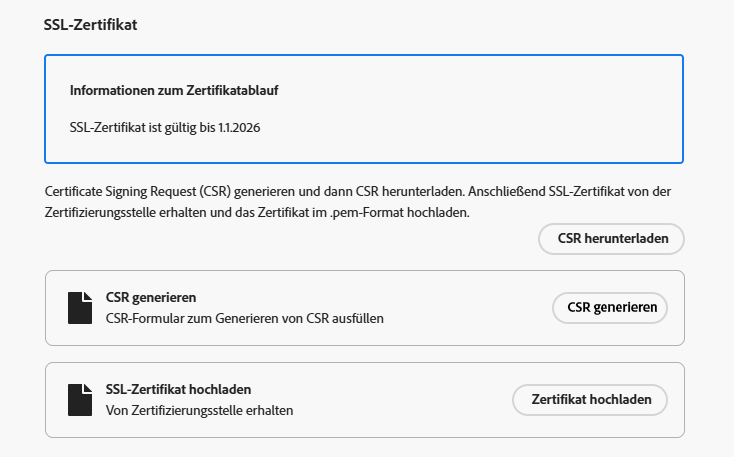 SSL-Zertifikat
Informationen zum Zertifikatablauf
SSL-Zertifikat ist gültig bis 1.1.2026
Certificate Signing Request (CSR) generieren und dann CSR herunterladen. Anschließend SSL-Zertifikat von der
Zertifizierungsstelle erhalten und das Zertifikat im .pem-Format hochladen.
CSR herunterladen
CSR generieren
CSR-Formular zum Generieren von CSR ausfüllen
CSR generieren
SSL-Zertifikat hochladen
Von Zertifizierungsstelle erhalten
Zertifikat hochladen